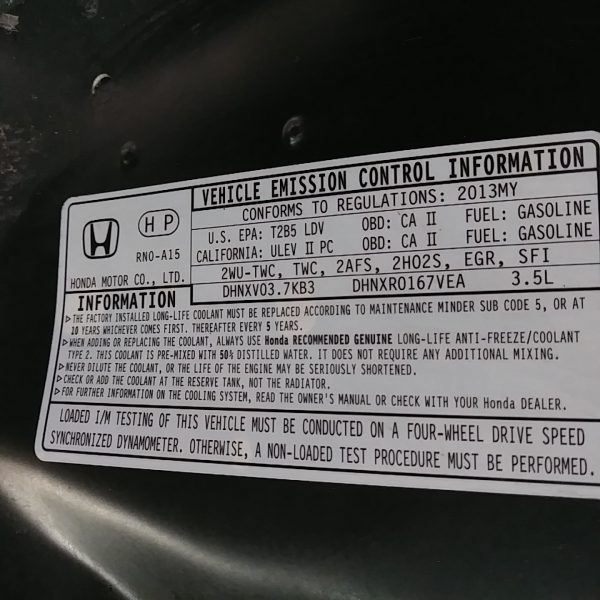 VEHICLE EMISSION CONTROL INFORMATION
H P
RNO-A15
HONDA MOTOR CO., LTD.
CONFORMS TO REGULATIONS: 2013MY
U.S. EPA: T2B5 LDV OBD: CA II FUEL: GASOLINE
CALIFORNIA: ULEV II PC OBD: CA II FUEL: GASOLINE
2WU-TWC, TWC, 2AFS, 2HO2S, EGR, SFI
DHNXV03.7KB3 DHNXR0167VEA 3.5L
INFORMATION
▷THE FACTORY INSTALLED LONG-LIFE COOLANT MUST BE REPLACED ACCORDING TO MAINTENANCE MINDER SUB CODE 5, OR AT
10 YEARS WHICHEVER COMES FIRST. THEREAFTER EVERY 5 YEARS.
▷WHEN ADDING OR REPLACING THE COOLANT, ALWAYS USE Honda RECOMMENDED GENUINE LONG-LIFE ANTI-FREEZE/COOLANT
TYPE 2. THIS COOLANT IS PRE-MIXED WITH 50% DISTILLED WATER. IT DOES NOT REQUIRE ANY ADDITIONAL MIXING.
▷NEVER DILUTE THE COOLANT, OR THE LIFE OF THE ENGINE MAY BE SERIOUSLY SHORTENED.
▷CHECK OR ADD THE COOLANT AT THE RESERVE TANK, NOT THE RADIATOR.
▷FOR FURTHER INFORMATION ON THE COOLING SYSTEM, READ THE OWNER'S MANUAL OR CHECK WITH YOUR Honda DEALER.
LOADED I/M TESTING OF THIS VEHICLE MUST BE CONDUCTED ON A FOUR-WHEEL DRIVE SPEED
SYNCHRONIZED DYNAMOMETER. OTHERWISE, A NON-LOADED TEST PROCEDURE MUST BE PERFORMED.